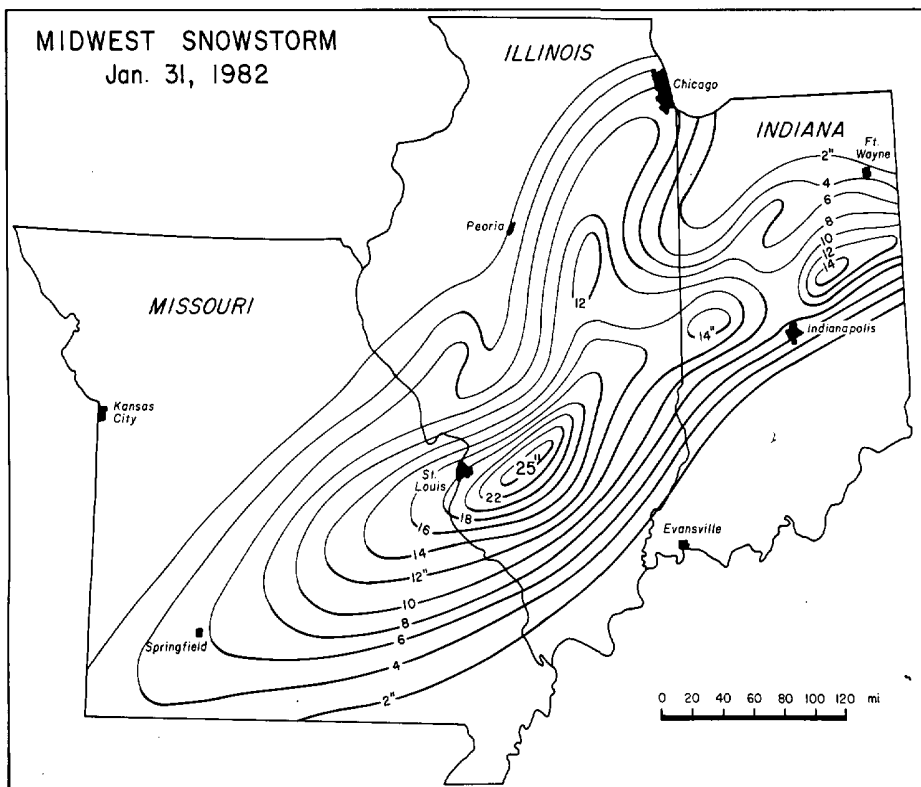 MIDWEST SNOWSTORM
Jan. 31, 1982
ILLINOIS
Chicago
INDIANA
Ft.
Wayne
2"
4
6
8
10
12
14
Peoria
12
MISSOURI
14"
Indianapolis
Kansas
City
St.
Louis
25"
22
18
16
14
12"
10
8
6
4
2"
Evansville
Springfield
0 20 40 60 80 100 120 mi